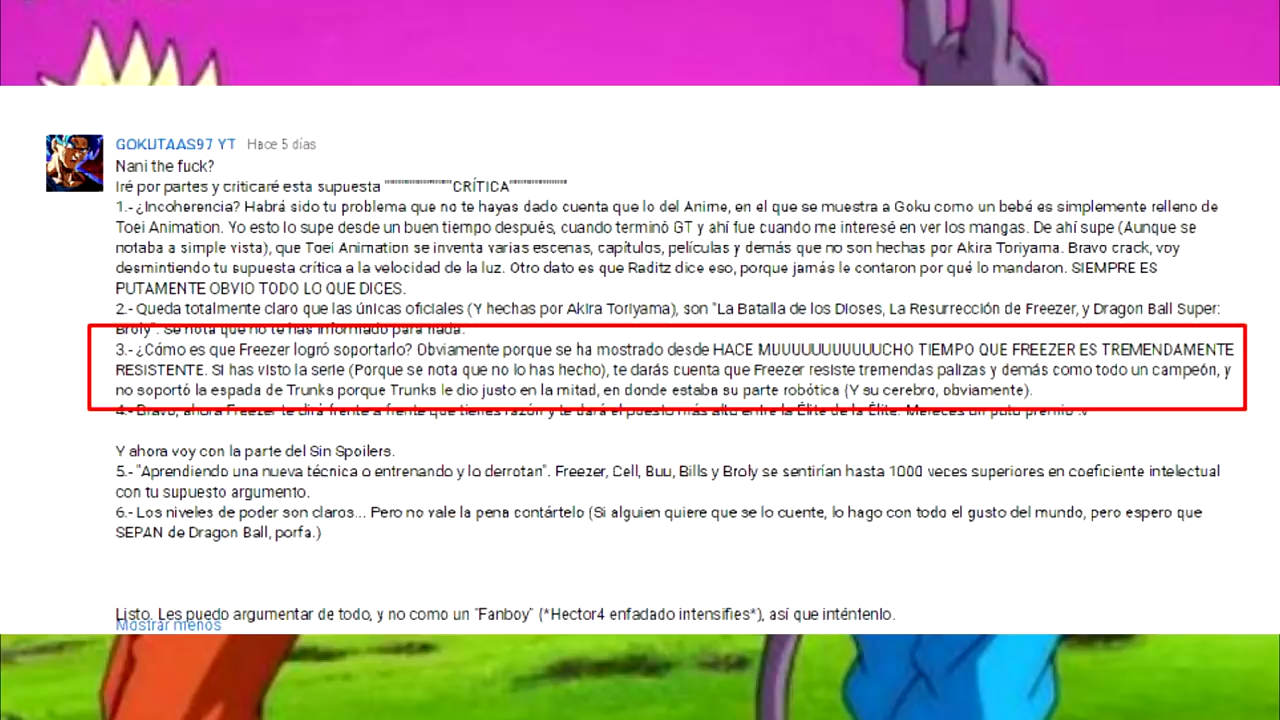 GOKUTAAS97 YT Hace 5 días
Nani the fuck?
Iré por partes y criticaré esta supuesta """"""""""""""""CRÍTICA""""""""""""""
1.- ¿Incoherencia? Habrá sido tu problema que no te hayas dado cuenta que lo del Anime, en el que se muestra a Goku como un bebé es simplemente relleno de
Toei Animation. Yo esto lo supe desde un buen tiempo después, cuando terminó GT y ahí fue cuando me interesé en ver los mangas. De ahí supe (Aunque se
notaba a simple vista), que Toei Animation se inventa varias escenas, capítulos, películas y demás que no son hechas por Akira Toriyama. Bravo crack, voy
desmintiendo tu supuesta crítica a la velocidad de la luz. Otro dato es que Raditz dice eso, porque jamás le contaron por qué lo mandaron. SIEMPRE ES
PUTAMENTE OBVIO TODO LO QUE DICES.
2.- Queda totalmente claro que las únicas oficiales (Y hechas por Akira Toriyama), son "La Batalla de los Dioses, La Resurrección de Freezer, y Dragon Ball Super:
Broly". Se nota que no te has informado para nada.
3.- ¿Cómo es que Freezer logró soportarlo? Obviamente porque se ha mostrado desde HACE MUUUUUUUUUUUCHO TIEMPO QUE FREEZER ES TREMENDAMENTE
RESISTENTE. Si has visto la serie (Porque se nota que no lo has hecho), te darás cuenta que Freezer resiste tremendas palizas y demás como todo un campeón, y
no soportó la espada de Trunks porque Trunks le dio justo en la mitad, en donde estaba su parte robótica (Y su cerebro, obviamente).
4.- Bravo, ahora Freezer te dirá frente a frente que tienes razón y te dará el puesto más alto entre la Élite de la Élite. Mereces un puto premio :v
Y ahora voy con la parte del Sin Spoilers.
5.- "Aprendiendo una nueva técnica o entrenando y lo derrotan". Freezer, Cell, Buu, Bills y Broly se sentirían hasta 1000 veces superiores en coeficiente intelectual
con tu supuesto argumento.
6.- Los niveles de poder son claros... Pero no vale la pena contártelo (Si alguien quiere que se lo cuente, lo hago con todo el gusto del mundo, pero espero que
SEPAN de Dragon Ball, porfa.)
Listo. Les puedo argumentar de todo, y no como un "Fanboy" (*Hector4 enfadado intensifies*), así que inténtenlo.
Mostrar menos